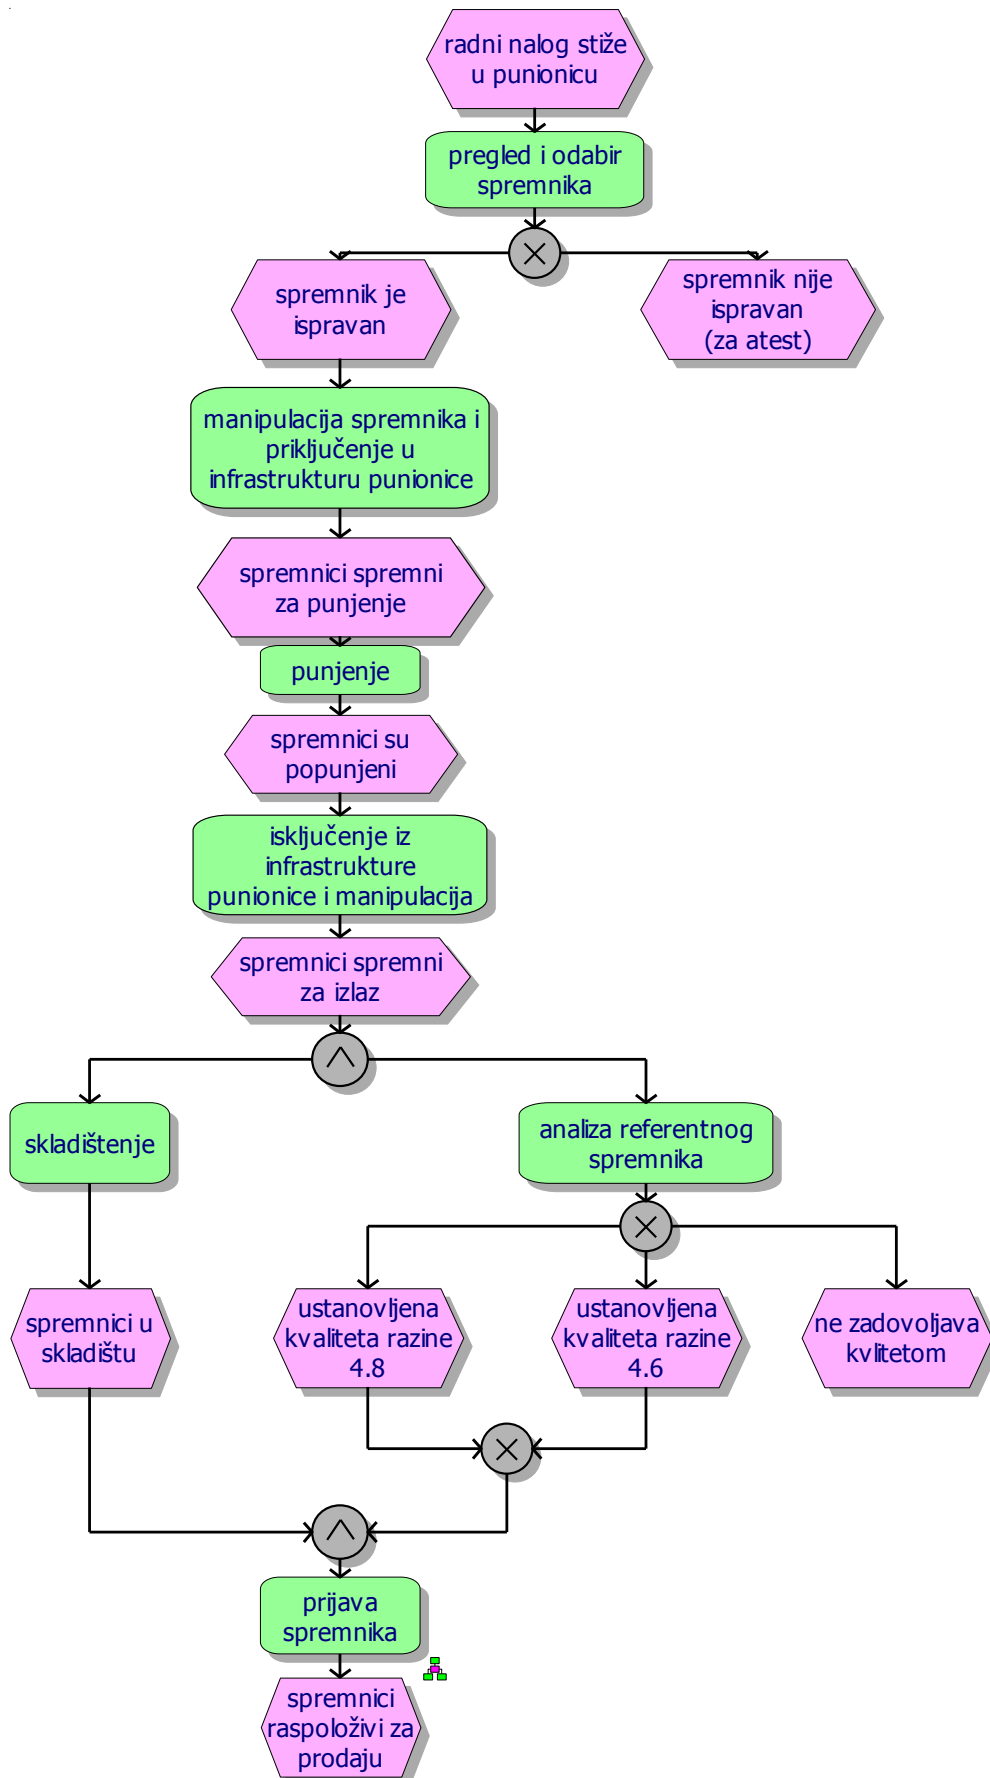 radni nalog stiže
u punionicu
pregled i odabir
spremnika
spremnik je
ispravan
spremnik nije
ispravan
(za atest)
manipulacija spremnika i
priključenje u
infrastrukturu punionice
spremnici spremni
za punjenje
punjenje
spremnici su
popunjeni
isključenje iz
infrastrukture
punionice i manipulacija
spremnici spremni
za izlaz
skladištenje
analiza referentnog
spremnika
spremnici u
skladištu
ustanovljena
kvaliteta razine
4.8
ustanovljena
kvaliteta razine
4.6
ne zadovoljava
kvlitetom
prijava
spremnika
spremnici
raspoloživi za
prodaju